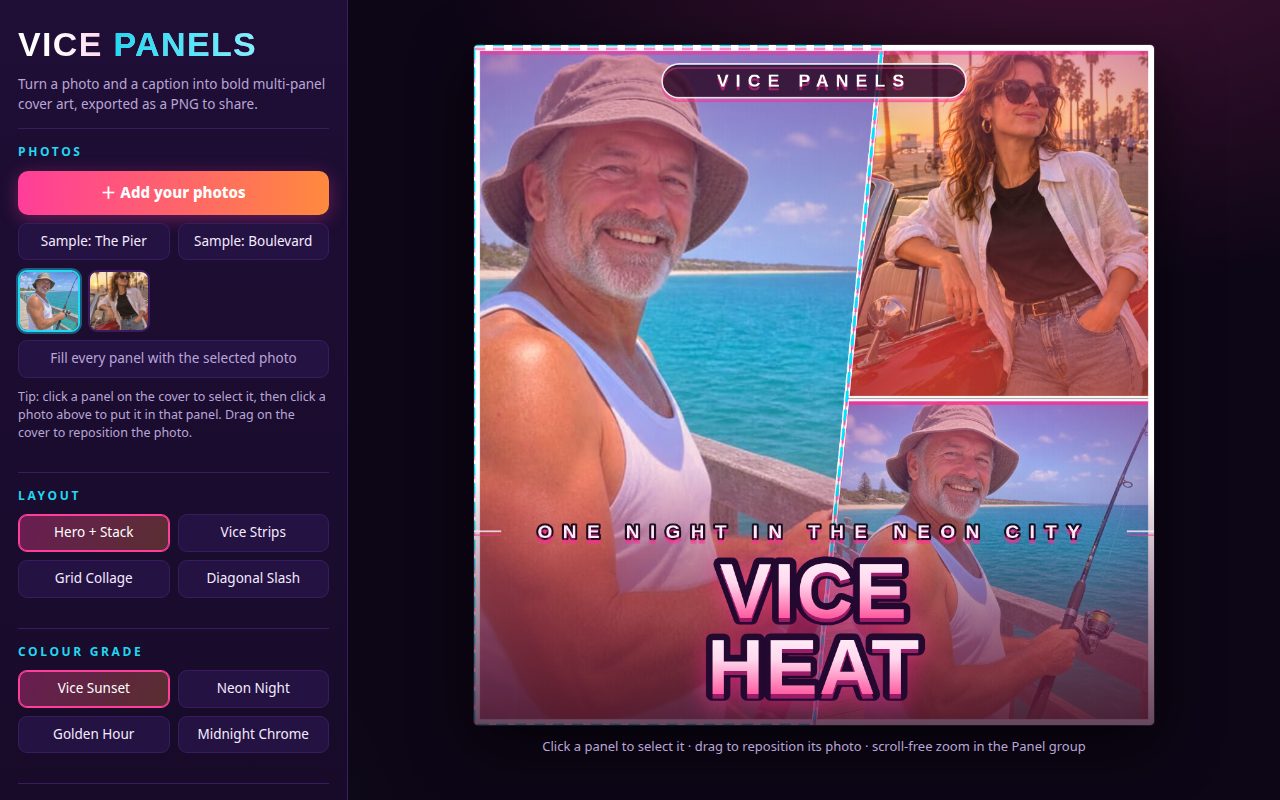 VICE PANELS
Turn a photo and a caption into bold multi-panel
cover art, exported as a PNG to share.
PHOTOS
+ Add your photos
Sample: The Pier
Sample: Boulevard
Fill every panel with the selected photo
Tip: click a panel on the cover to select it, then click a
photo above to put it in that panel. Drag on the
cover to reposition the photo.
LAYOUT
Hero + Stack
Vice Strips
Grid Collage
Diagonal Slash
COLOUR GRADE
Vice Sunset
Neon Night
Golden Hour
Midnight Chrome
VICE PANELS
ONE NIGHT IN THE NEON CITY
VICE
HEAT
Click a panel to select it · drag to reposition its photo · scroll-free zoom in the Panel group